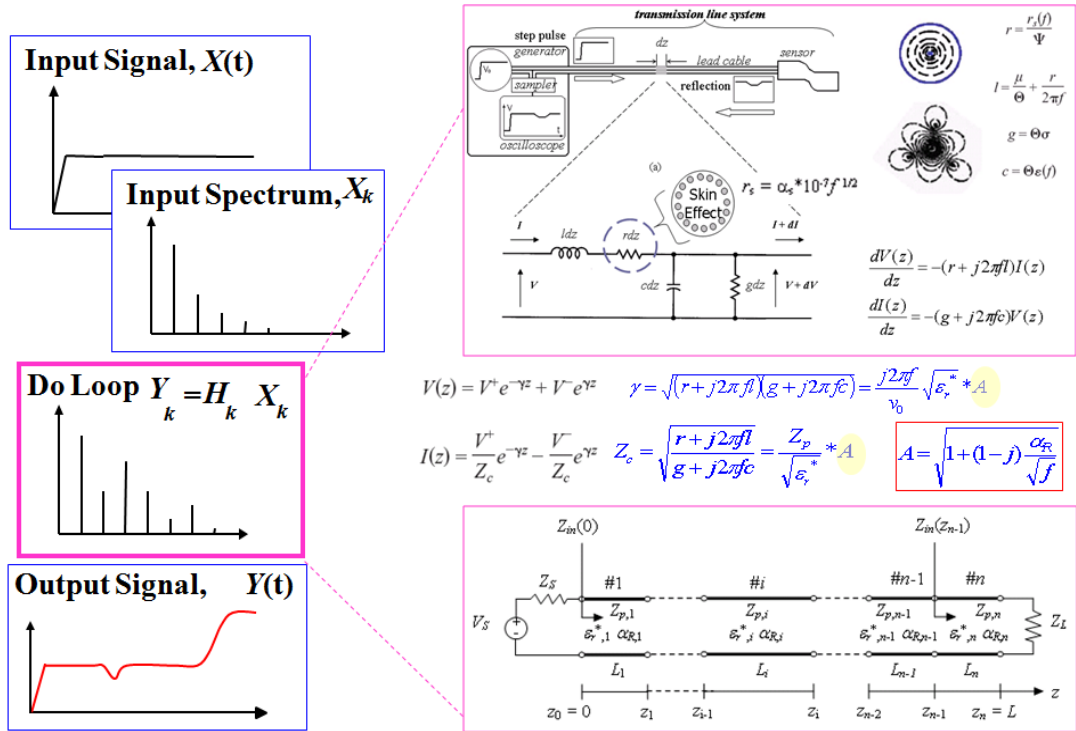 Input Signal, X(t)
Input Spectrum, X_k
Do Loop Y_k = H_k X_k
Output Signal, Y(t)
transmission line system
step pulse
generator
V_s
sampler
V
t
oscilloscope
dz
lead cable
sensor
reflection
(a)
r = r_s(f)/Ψ
l = μ/Θ + r/2πf
g = Θσ
c = Θε(f)
Skin
Effect
r_s = α_s*10^-7 f^1/2
I
ldz
rdz
I + dI
V
cdz
gdz
V + dV
dV(z)/dz = -(r + j2πfl)I(z)
dI(z)/dz = -(g + j2πfc)V(z)
V(z) = V^+ e^-γz + V^- e^γz
γ = √((r + j2πfl)(g + j2πfc)) = j2πf/v_0 √ε_r^* * A
I(z) = V^+/Z_c e^-γz - V^-/Z_c e^γz
Z_c = √((r + j2πfl)/(g + j2πfc)) = Z_p/√ε_r^* * A
A = √(1 + (1 - j) α_R/√f)
Z_in(0)
Z_in(z_n-1)
Z_S
#1
#i
#n-1
#n
V_S
Z_p,1
Z_p,i
Z_p,n-1
Z_p,n
Z_L
ε_r^*,1 α_R,1
ε_r^*,i α_R,i
ε_r^*,n-1 α_R,n-1
ε_r^*,n α_R,n
L_1
L_i
L_n-1
L_n
z
z_0 = 0
z_1
z_i-1
z_i
z_n-2
z_n-1
z_n = L